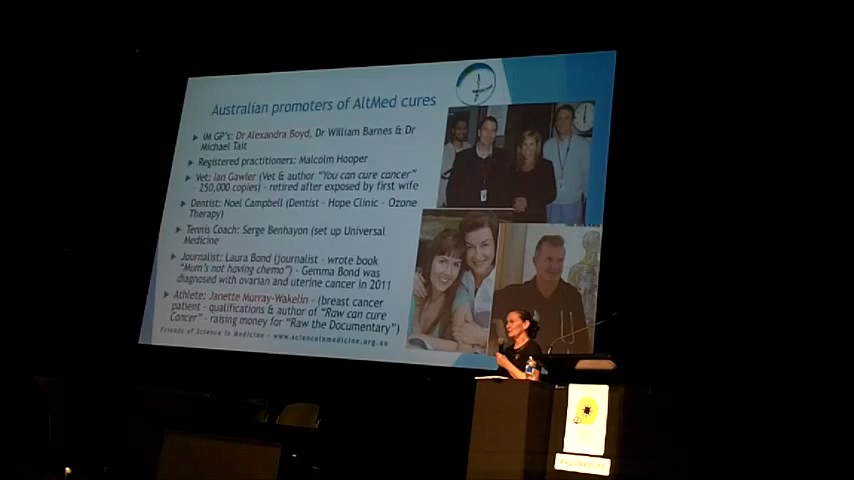 Australian promoters of AltMed cures
IM GP's: Dr Alexandra Boyd, Dr William Barnes & Dr
Michael Tait
Registered practitioners: Malcolm Hooper
Vet: Ian Gawler (Vet & author "You can cure cancer"
- 250,000 copies) - retired after exposed by first wife
Dentist: Noel Campbell (Dentist - Hope Clinic - Ozone
Therapy)
Tennis Coach: Serge Benhayon (set up Universal
Medicine
Journalist: Laura Bond (journalist - wrote book
"Mum's not having chemo") - Gemma Bond was
diagnosed with ovarian and uterine cancer in 2011
Athlete: Janette Murray-Wakelin - (breast cancer
patient - qualifications & author of "Raw can cure
Cancer" - raising money for "Raw the Documentary")
Friends of Science in Medicine - www.scienceinmedicine.org.au